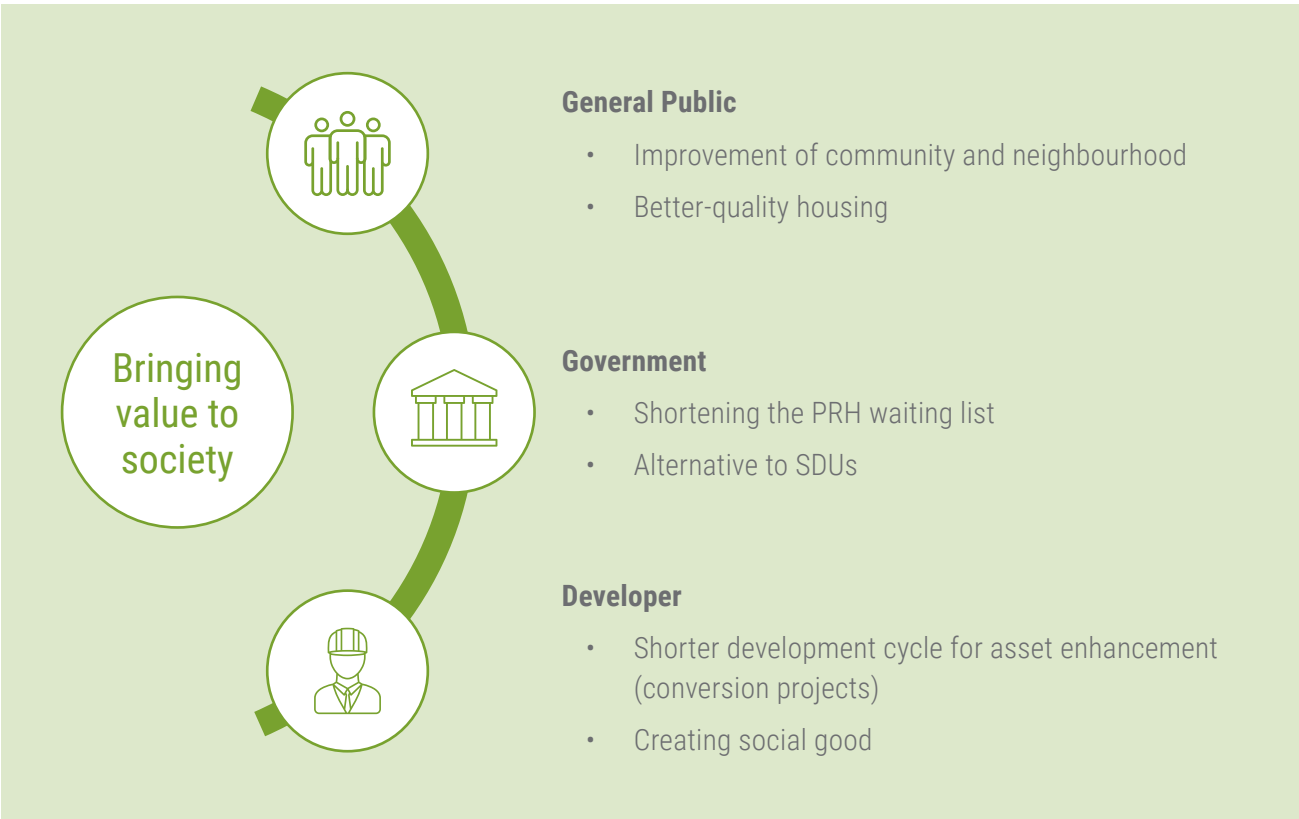 Bringing
value to
society
General Public
• Improvement of community and neighbourhood
• Better-quality housing
Government
• Shortening the PRH waiting list
• Alternative to SDUs
Developer
• Shorter development cycle for asset enhancement
(conversion projects)
• Creating social good